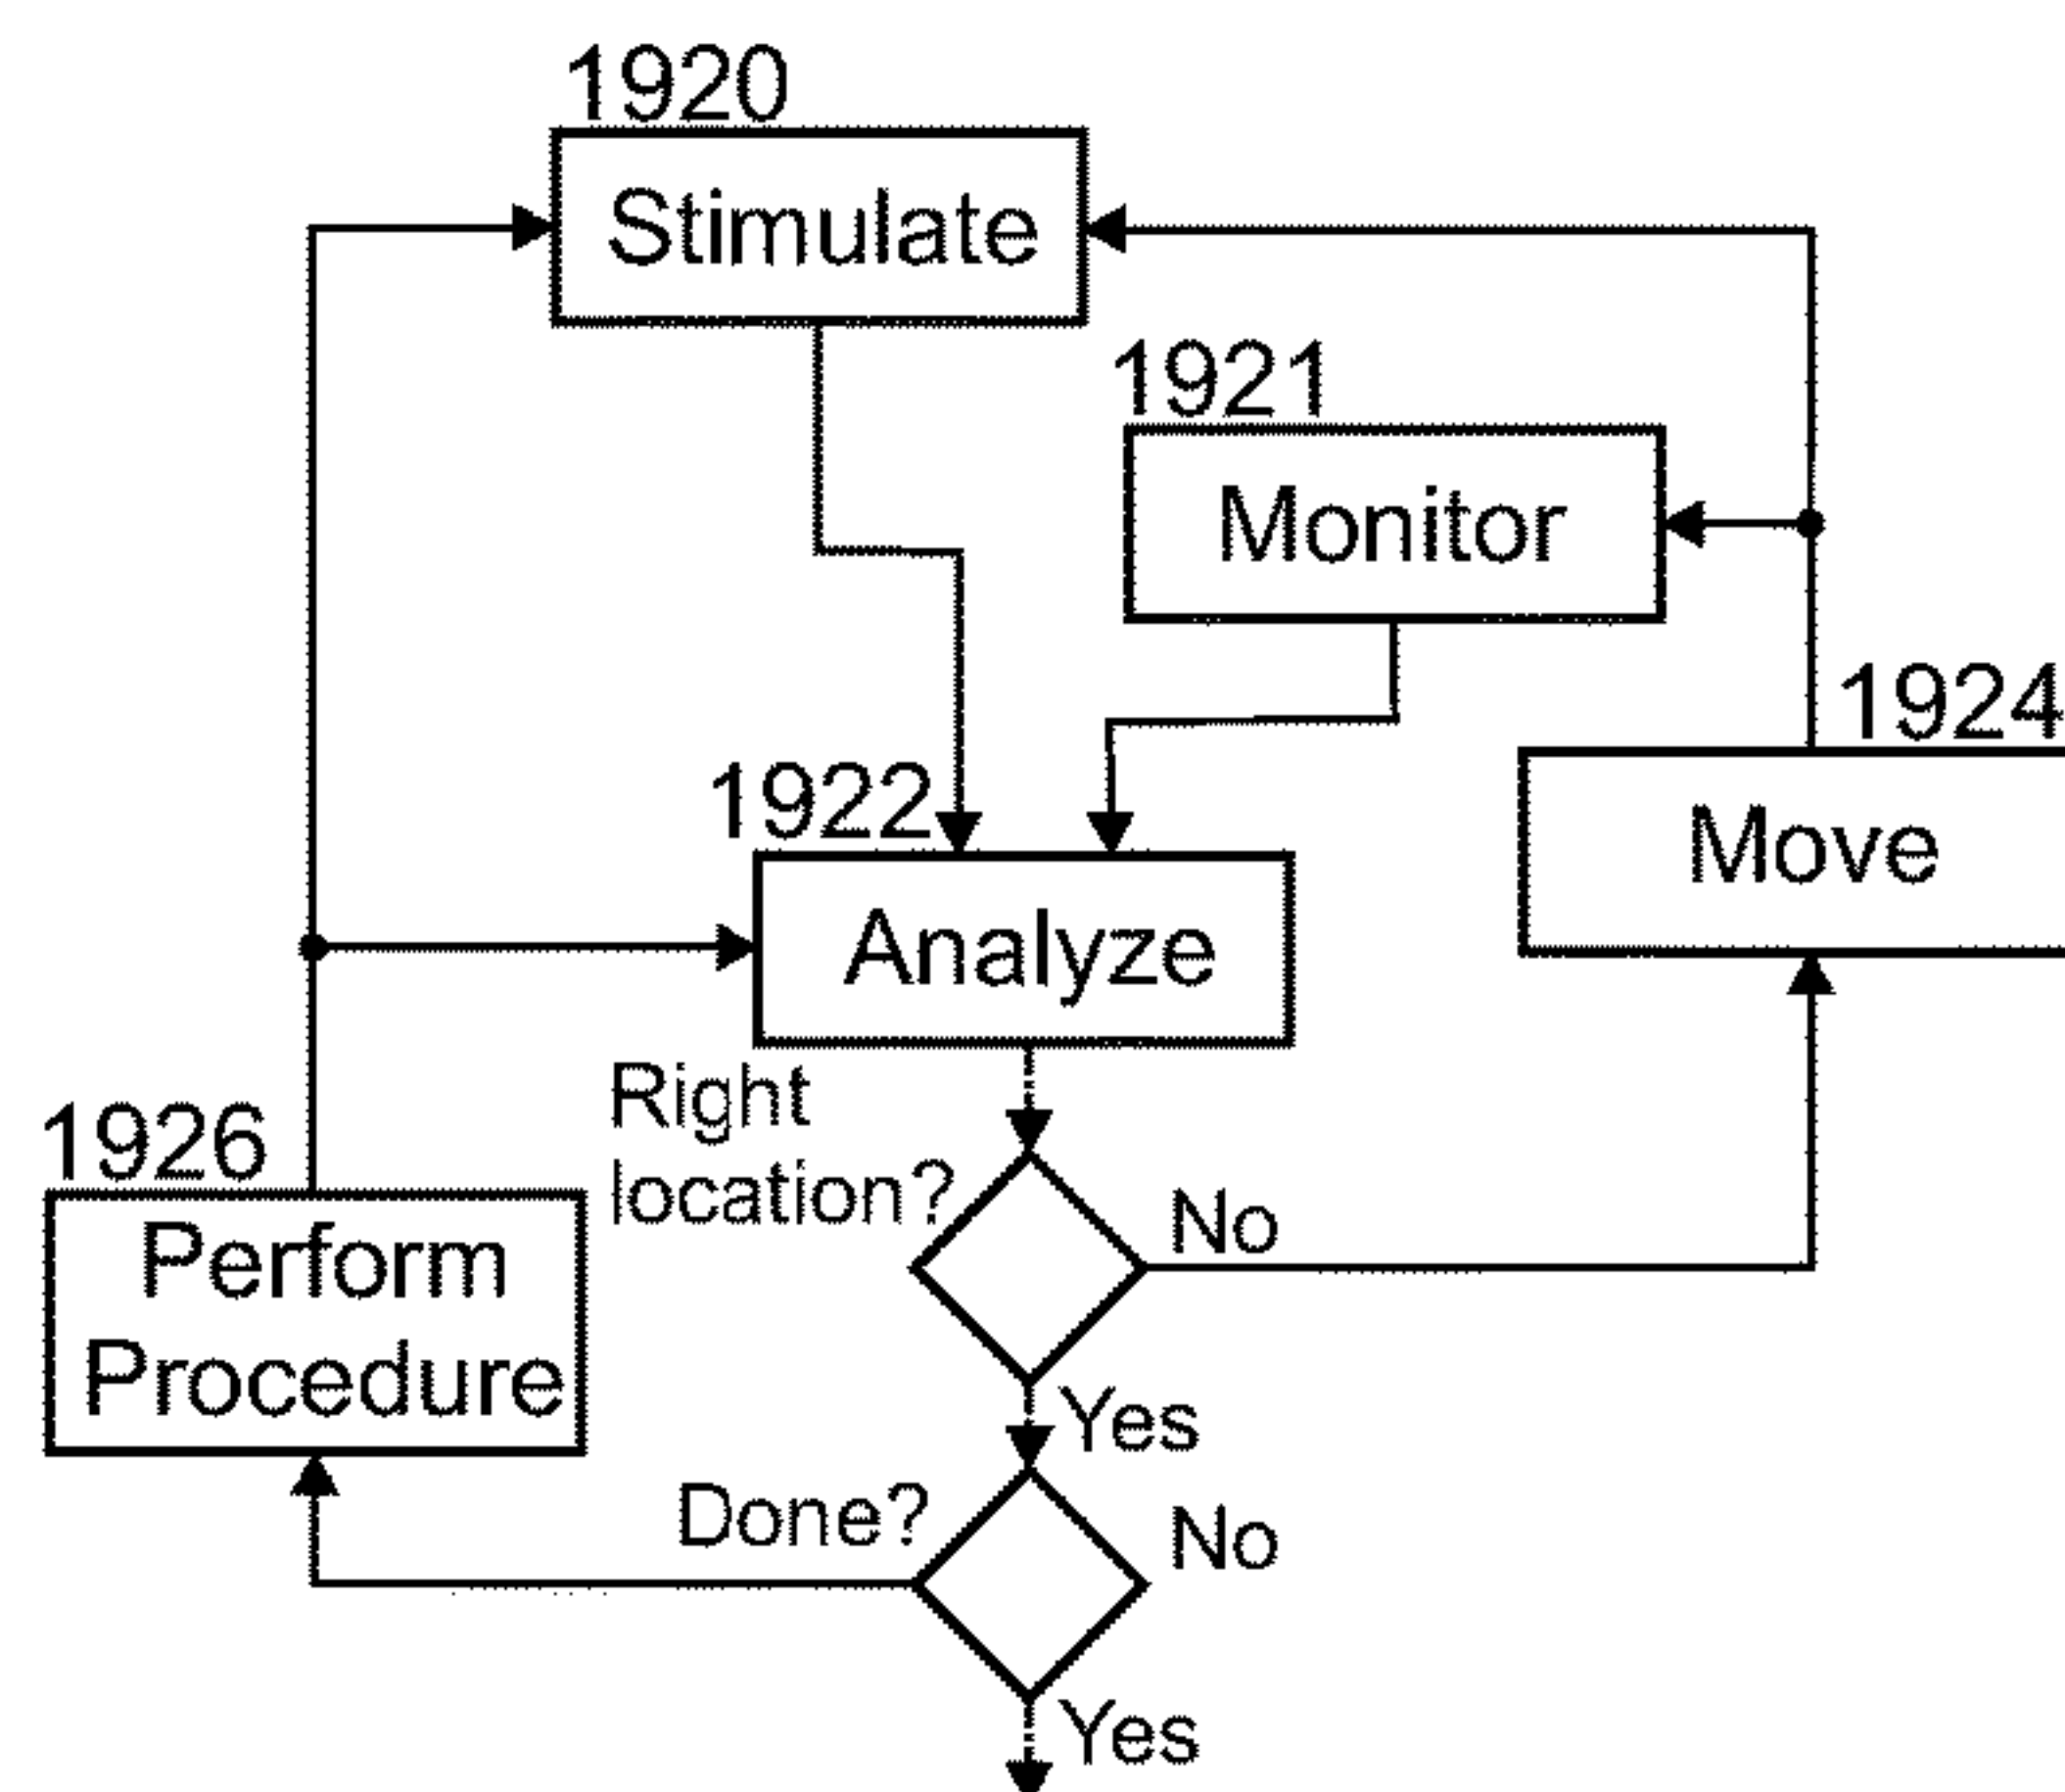 1920
Stimulate
1921
Monitor
1924
Move
1922
Analyze
Right
location?
No
1926
Perform
Procedure
Yes
Done?
No
Yes